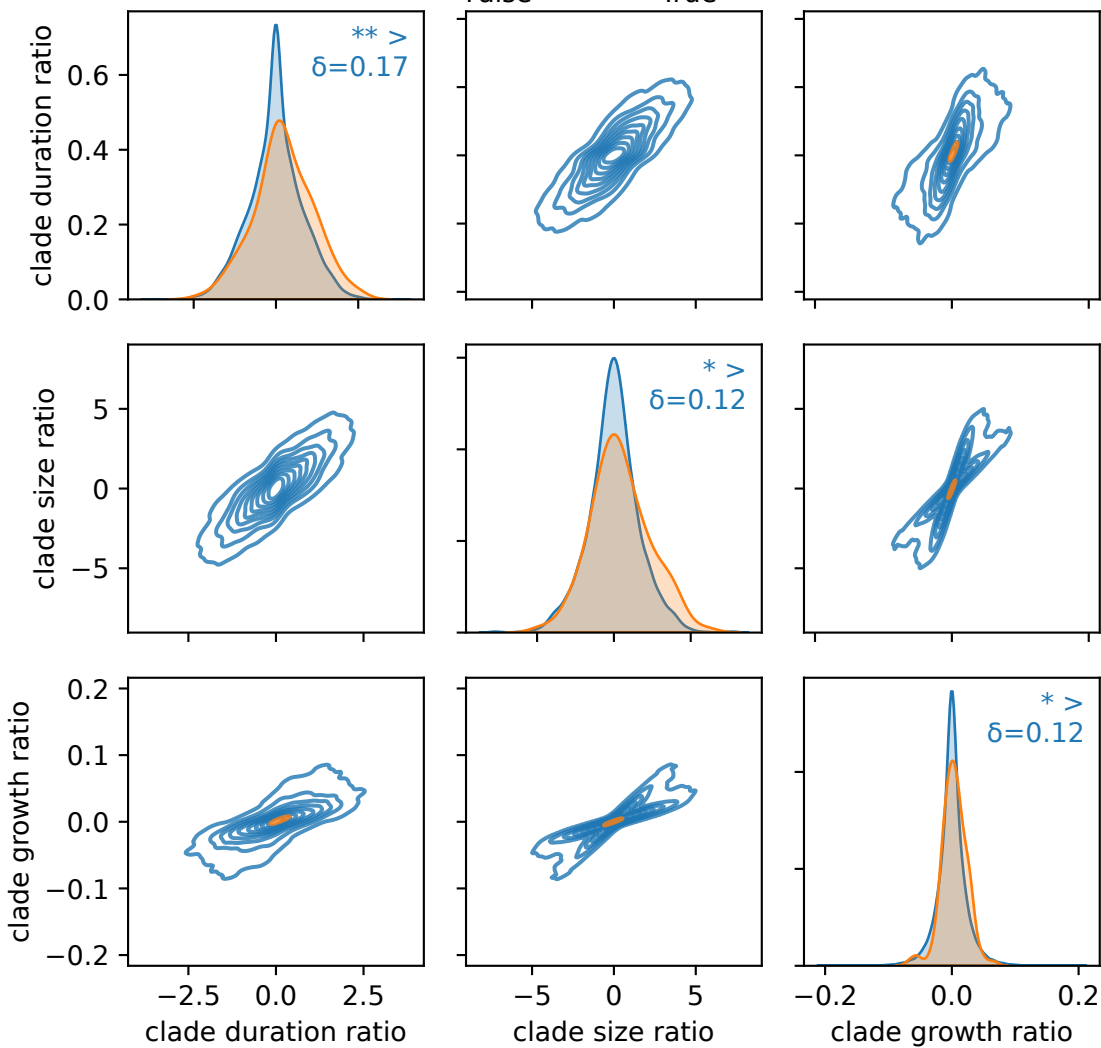 True
clade duration ratio
0.6
0.4
0.2
0.0
** >
δ=0.17
clade size ratio
5
0
−5
* >
δ=0.12
clade growth ratio
0.2
0.1
0.0
−0.1
−0.2
* >
δ=0.12
−2.5 0.0 2.5
−5 0 5
−0.2 0.0 0.2
clade duration ratio
clade size ratio
clade growth ratio